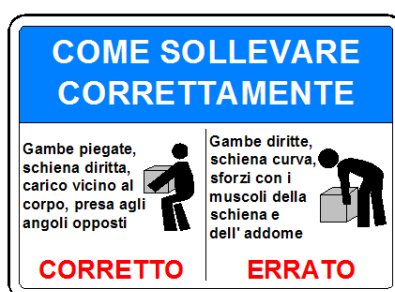 COME SOLLEVARE
CORRETTAMENTE
Gambe piegate,
schiena diritta,
carico vicino al
corpo, presa agli
angoli opposti
CORRETTO
Gambe diritte,
schiena curva,
sforzi con i
muscoli della
schiena e
dell' addome
ERRATO